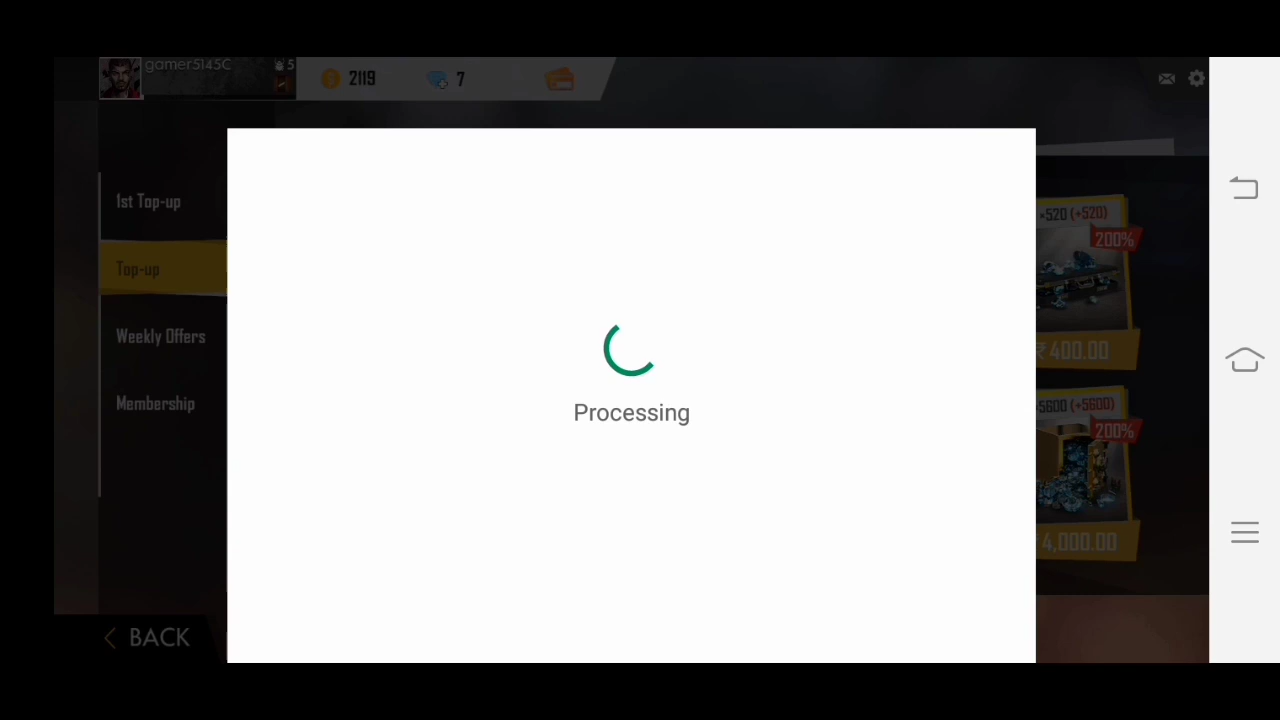 gamer5145C
5
2119
7
1st Top-up
Top-up
Weekly Offers
Membership
×520 (+520)
200%
₹ 400.00
5600 (+5600)
200%
4,000.00
Processing
BACK